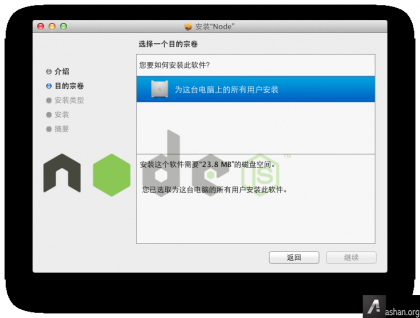 安装“Node”
选择一个目的宗卷
介绍
目的宗卷
安装类型
安装
摘要
您要如何安装此软件?
为这台电脑上的所有用户安装
node
JS
TM
安装这个软件需要“23.8 MB”的磁盘空间。
您已选取为这台电脑的所有用户安装此软件。
返回
继续
A
ashan.org